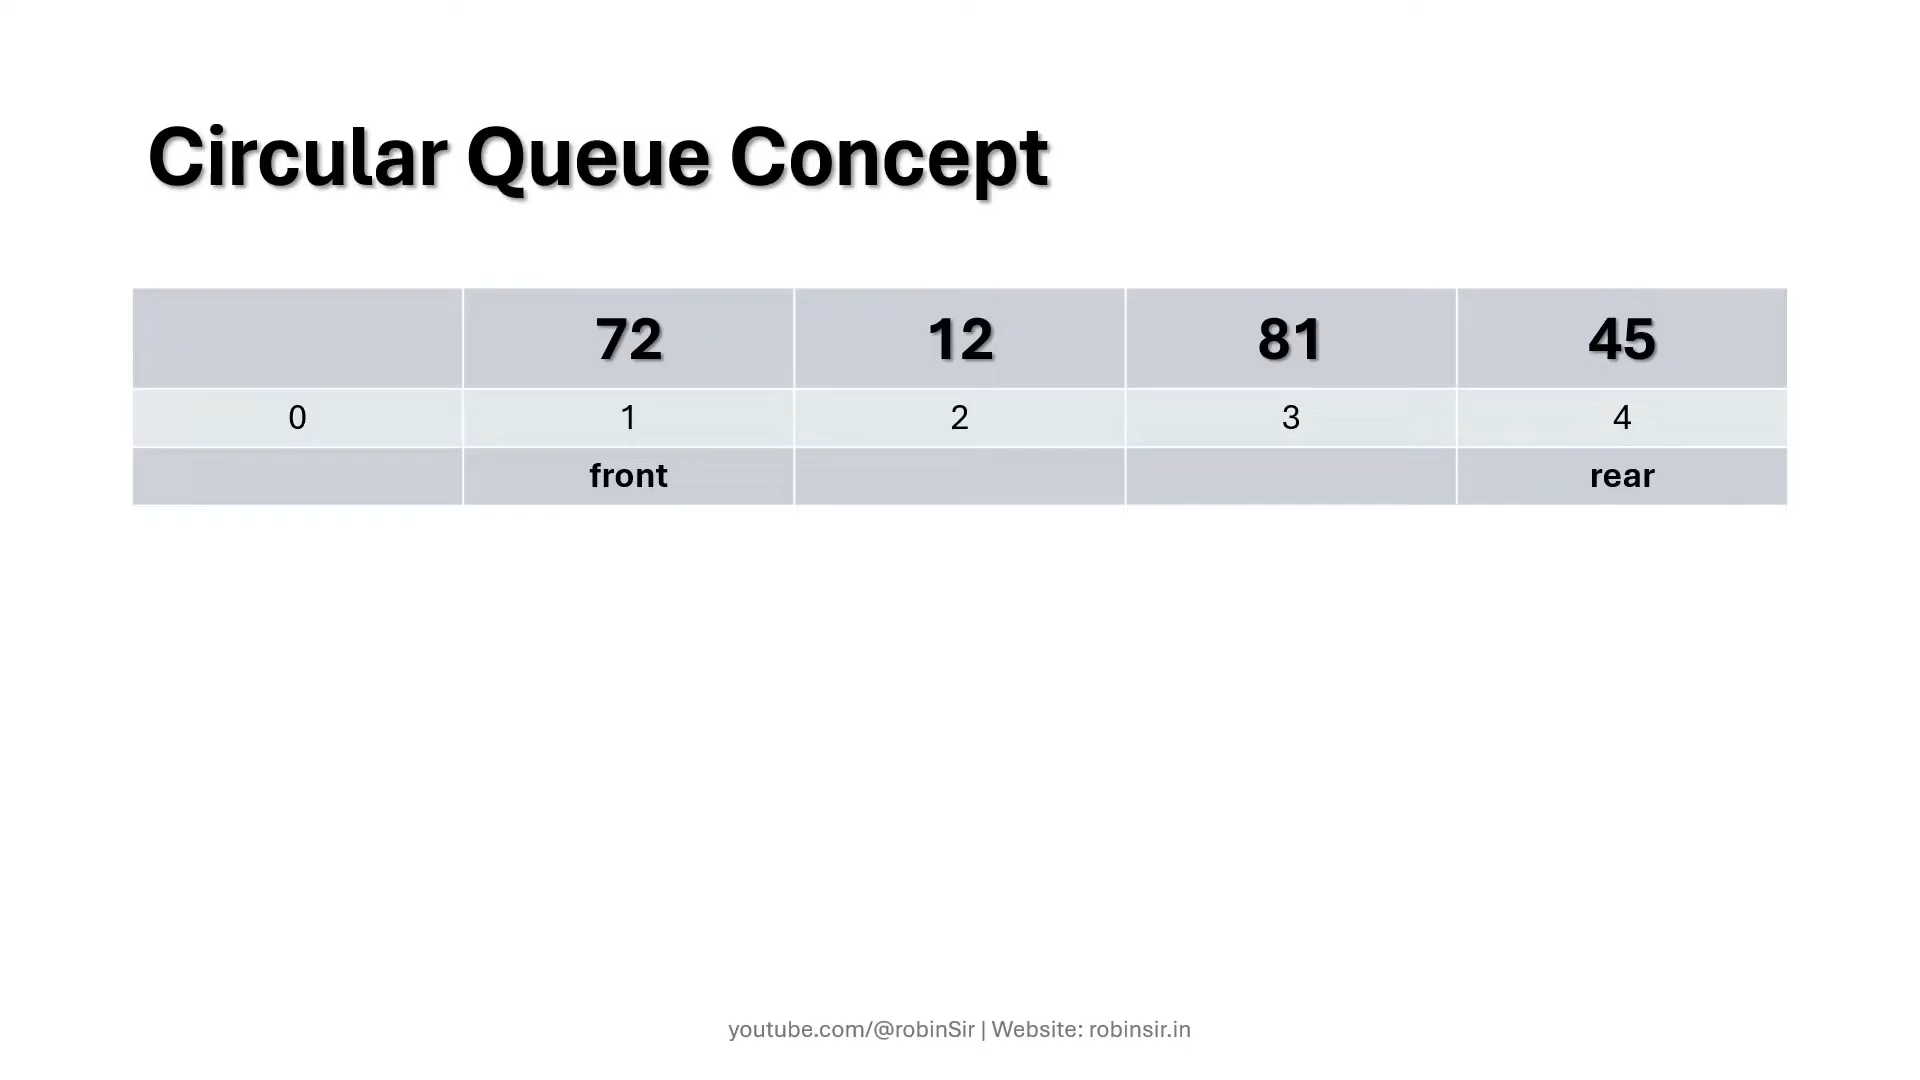 Circular Queue Concept
72 12 81 45
0 1 2 3 4
front rear
youtube.com/@robinSir | Website: robinsir.in